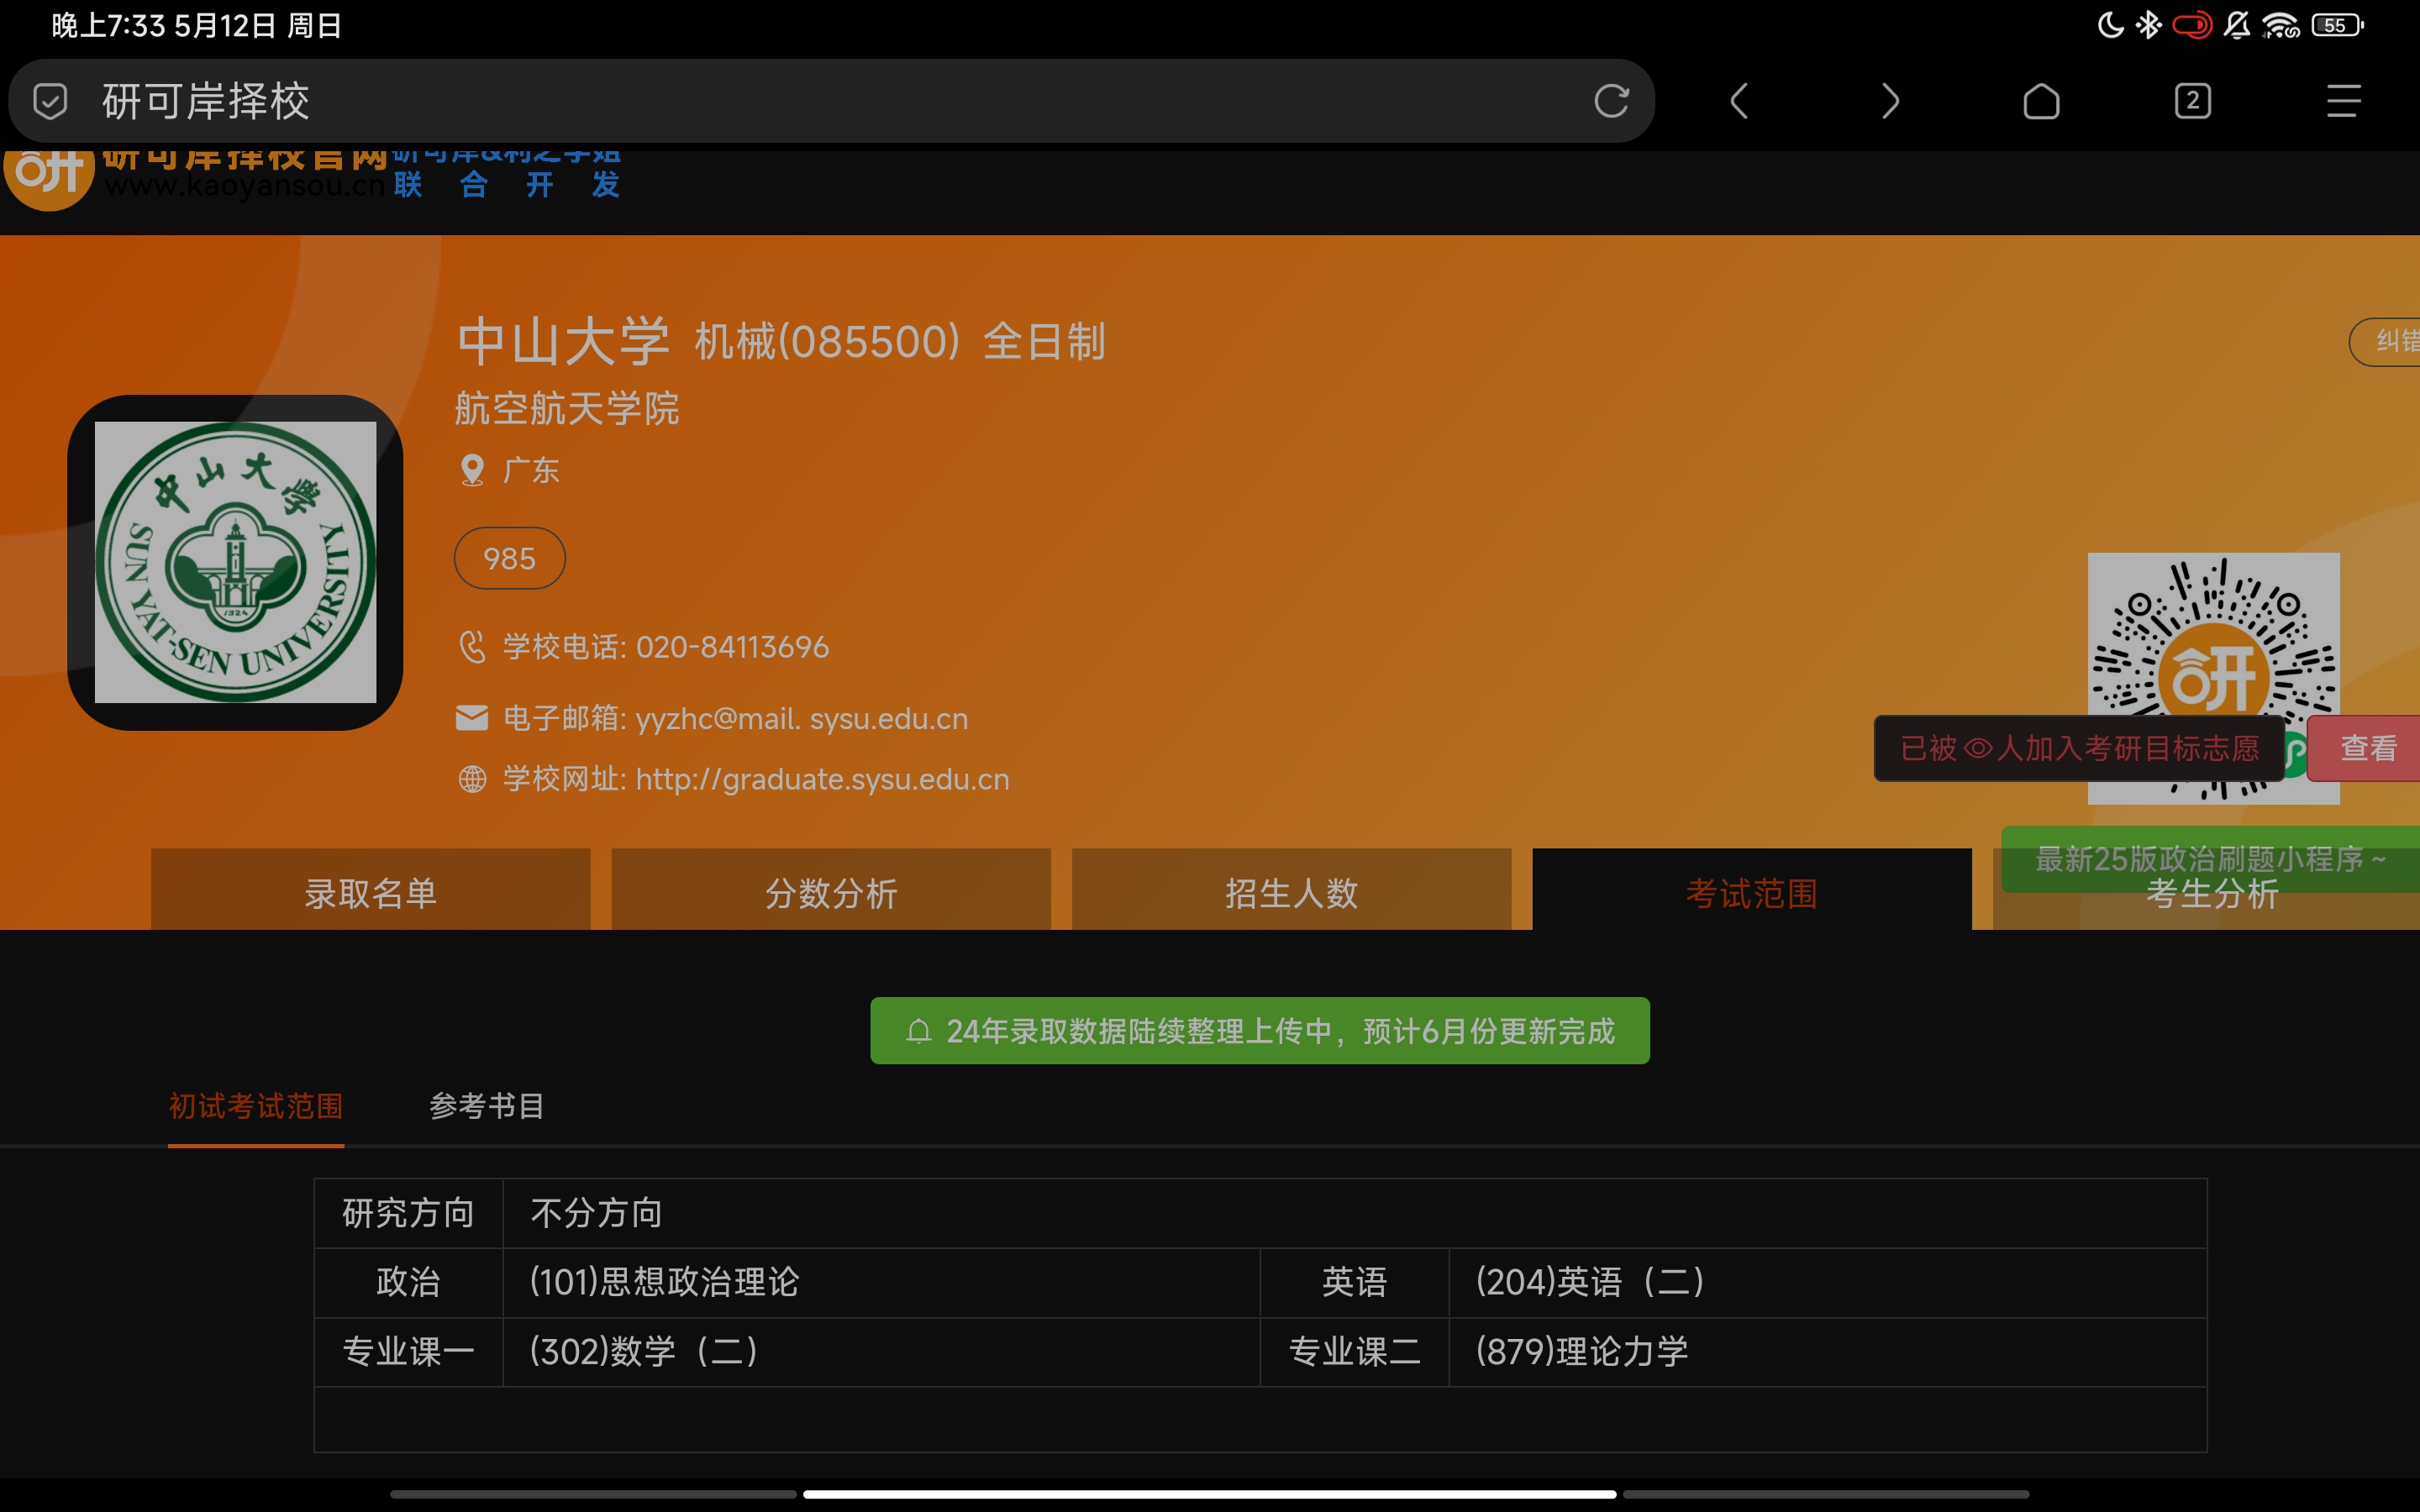 晚上7:33 5月12日 周日
55
研可岸择校
2
研可岸择校官网
研可岸&利之学姐
www.kaoyansou.cn
联 合 开 发
中山大学 机械(085500) 全日制
纠错
航空航天学院
广东
985
中山大學
SUN YAT-SEN UNIVERSITY
1924
学校电话: 020-84113696
电子邮箱: yyzhc@mail. sysu.edu.cn
学校网址: http://graduate.sysu.edu.cn
研
已被人加入考研目标志愿
查看
最新25版政治刷题小程序~
录取名单
分数分析
招生人数
考试范围
考生分析
24年录取数据陆续整理上传中，预计6月份更新完成
初试考试范围
参考书目
研究方向 不分方向
政治 (101)思想政治理论 英语 (204)英语（二）
专业课一 (302)数学（二） 专业课二 (879)理论力学